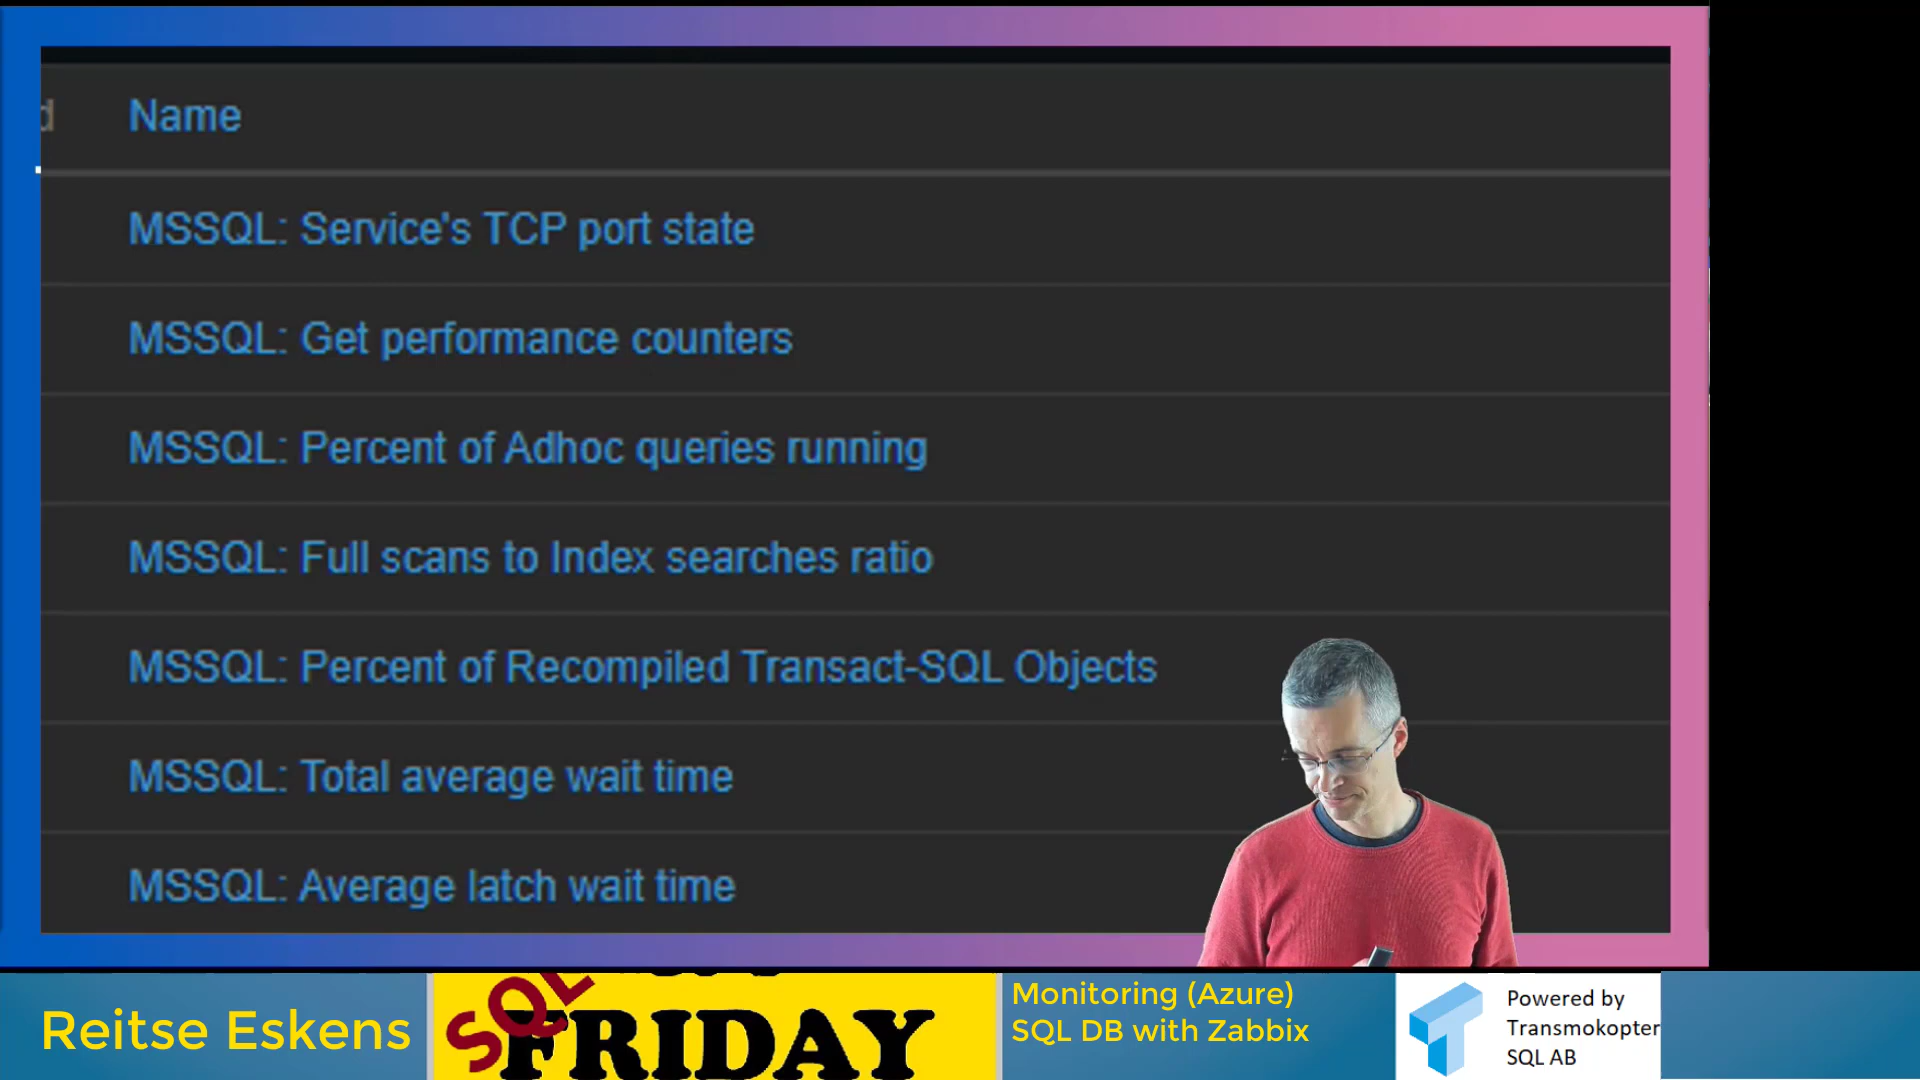 d
Name
MSSQL: Service's TCP port state
MSSQL: Get performance counters
MSSQL: Percent of Adhoc queries running
MSSQL: Full scans to Index searches ratio
MSSQL: Percent of Recompiled Transact-SQL Objects
MSSQL: Total average wait time
MSSQL: Average latch wait time
Reitse Eskens
SQL
FRIDAY
Monitoring (Azure)
SQL DB with Zabbix
Powered by
Transmokopter
SQL AB